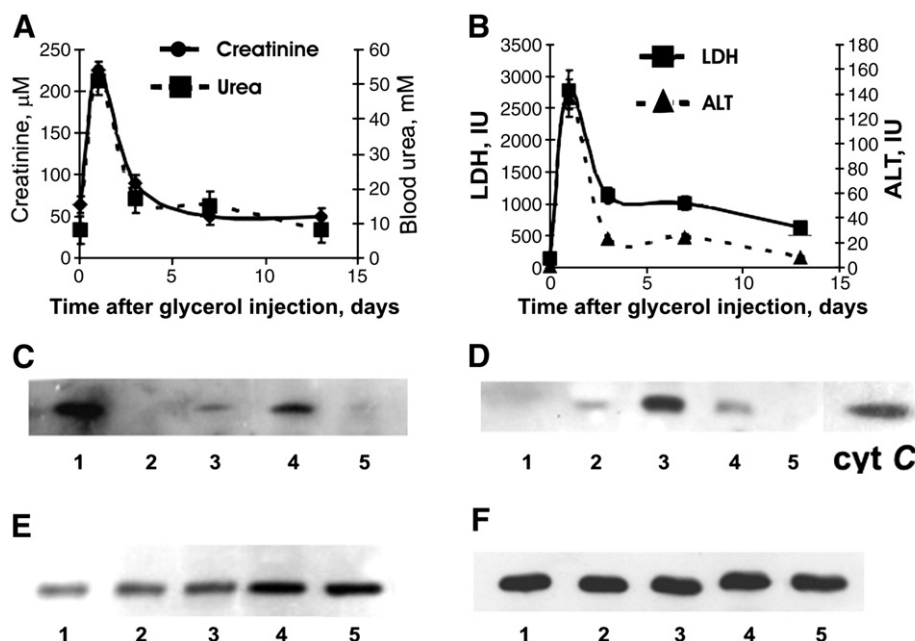 A
B
250
200
150
100
50
0
Creatinine, μM
60
50
40
30
20
10
0
Blood urea, mM
Creatinine
Urea
0 5 10 15
Time after glycerol injection, days
3500
3000
2500
2000
1500
1000
500
0
LDH, IU
180
160
140
120
100
80
60
40
20
0
ALT, IU
LDH
ALT
0 5 10 15
Time after glycerol injection, days
C
1 2 3 4 5
D
1 2 3 4 5 cyt C
E
1 2 3 4 5
F
1 2 3 4 5